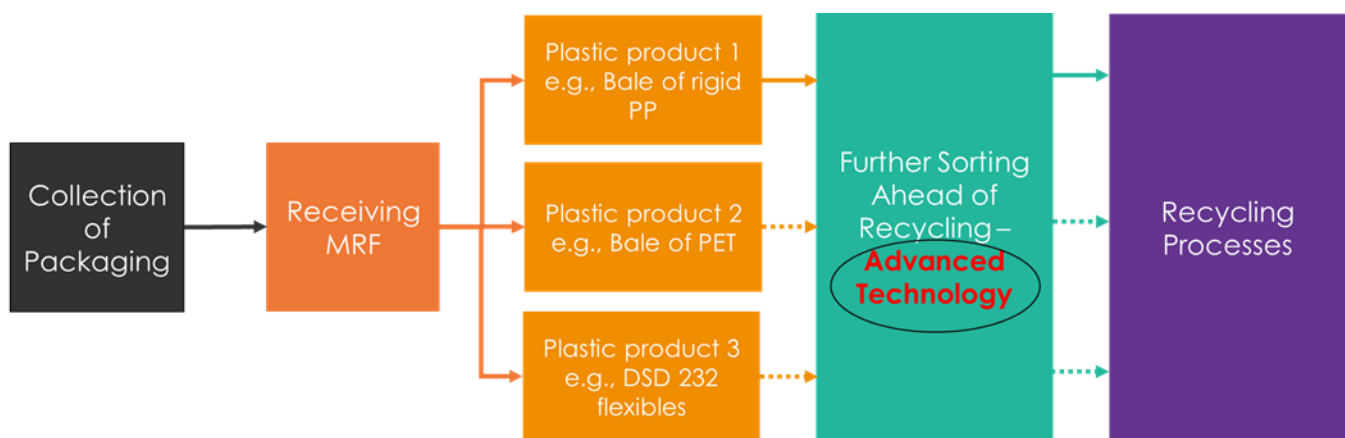 Collection
of
Packaging
Receiving
MRF
Plastic product 1
e.g., Bale of rigid
PP
Plastic product 2
e.g., Bale of PET
Plastic product 3
e.g., DSD 232
flexibles
Further Sorting
Ahead of
Recycling –
Advanced
Technology
Recycling
Processes